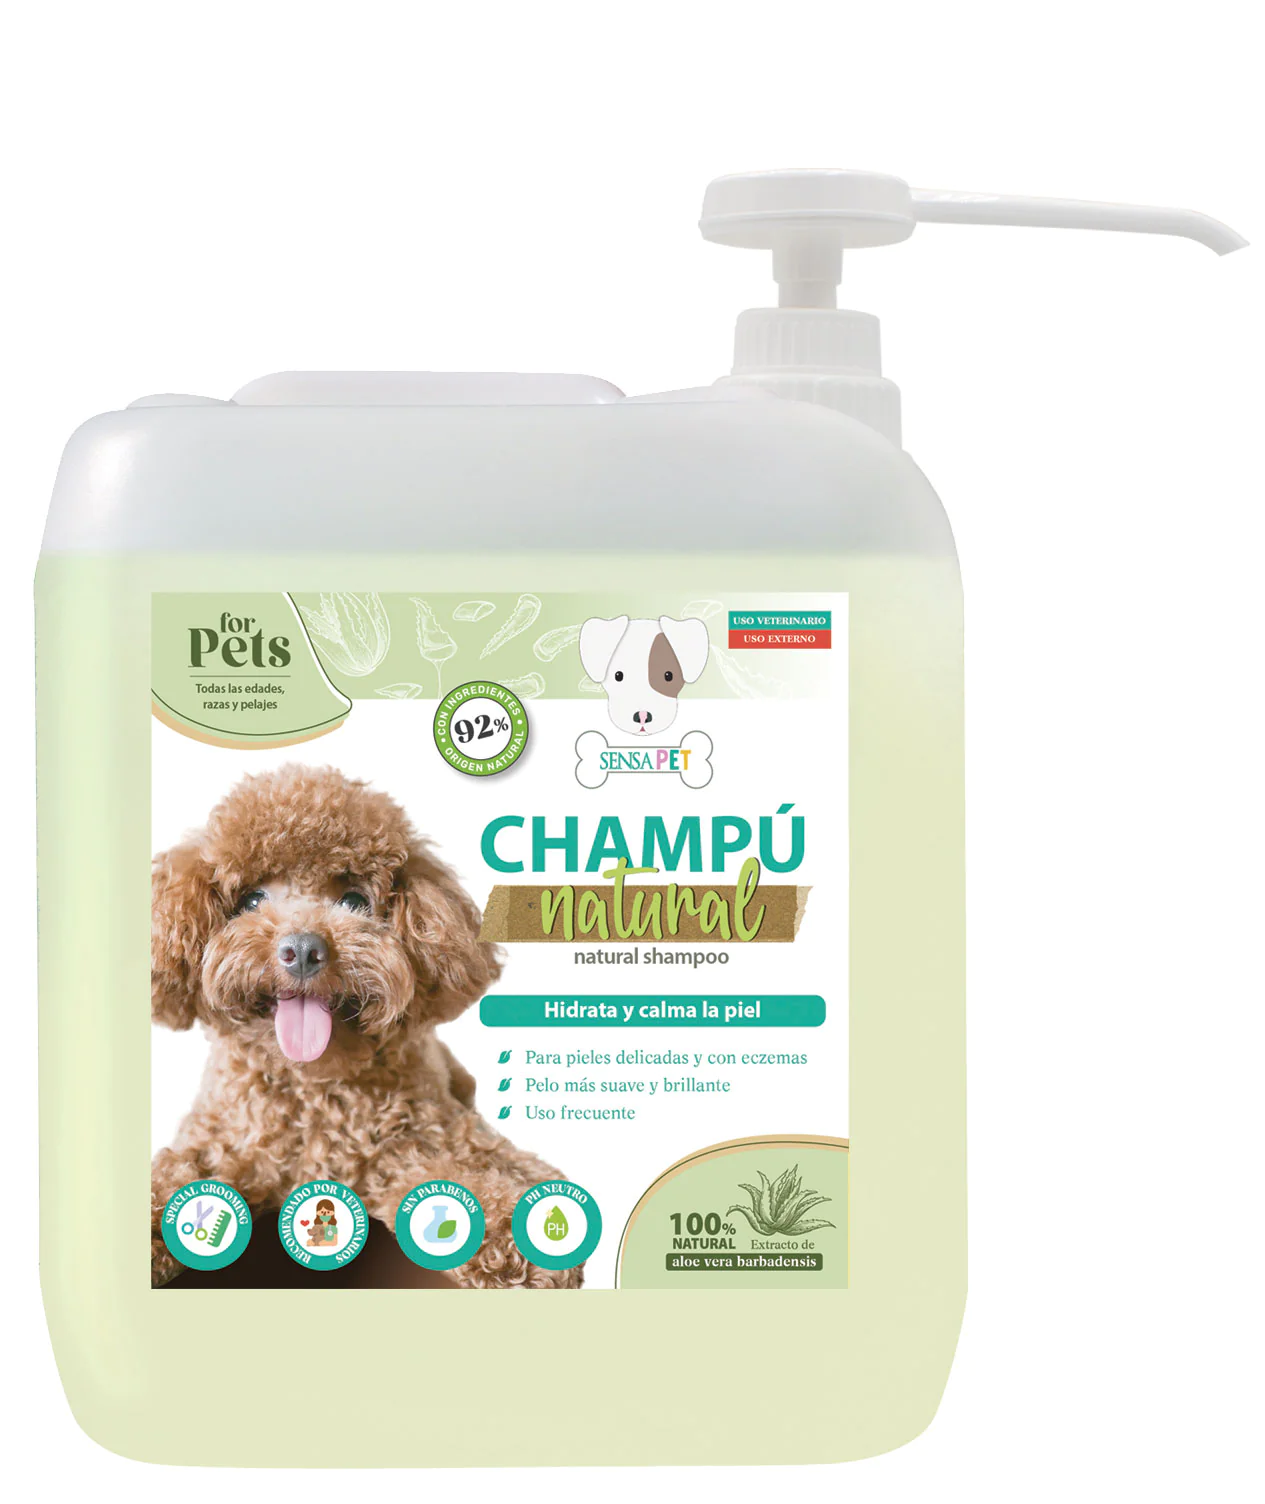 for
Pets
Todas las edades,
razas y pelajes
USO VETERINARIO
USO EXTERNO
CON INGREDIENTES
92%
ORIGEN NATURAL
SENSAPET
CHAMPÚ
natural
natural shampoo
Hidrata y calma la piel
Para pieles delicadas y con eczemas
Pelo más suave y brillante
Uso frecuente
SPECIAL GROOMING
RECOMENDADO POR VETERINARIOS
SIN PARABENOS
PH NEUTRO
PH
100%
NATURAL
Extracto de
aloe vera barbadensis